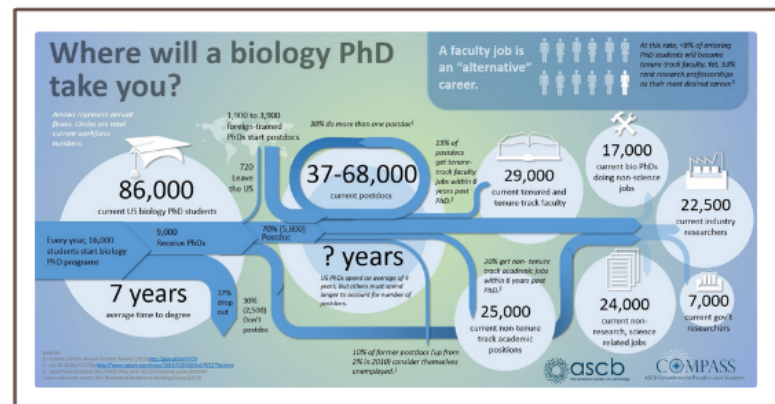 Where will a biology PhD
take you?
A faculty job is
an "alternative"
career.
At this rate, <8% of entering
PhD students will become
tenure-track faculty. Yet, 53%
rank research professorships
as their most desired career.
Arrows represent annual
flows. Circles are total
current workforce
numbers.
1,900 to 3,900
foreign-trained
PhDs start postdocs
30% do more than one postdoc¹
720
Leave
the US
86,000
current US biology PhD students
37-68,000
current postdocs
15% of
postdocs
get tenure-
track faculty
jobs within 6
years past
PhD.²
29,000
current tenured and
tenure track faculty
17,000
current bio PhDs
doing non-science
jobs
22,500
current industry
researchers
Every year, 16,000
students start biology
PhD programs
9,000
Receive PhDs
70% (5,800)
Postdoc
? years
US PhDs spend an average of 4
years, but others must spend
longer to account for number of
postdocs.
20% get non- tenure
track academic jobs
within 6 years past
PhD.²
7 years
average time to degree
37%
drop
out
30%
(2,500)
Don't
postdoc
25,000
current non-tenure
track academic
positions
24,000
current non-
research, science
related jobs
7,000
current gov't
researchers
10% of former postdocs (up from
2% in 2010) consider themselves
unemployed.¹
ascb
COMPASS